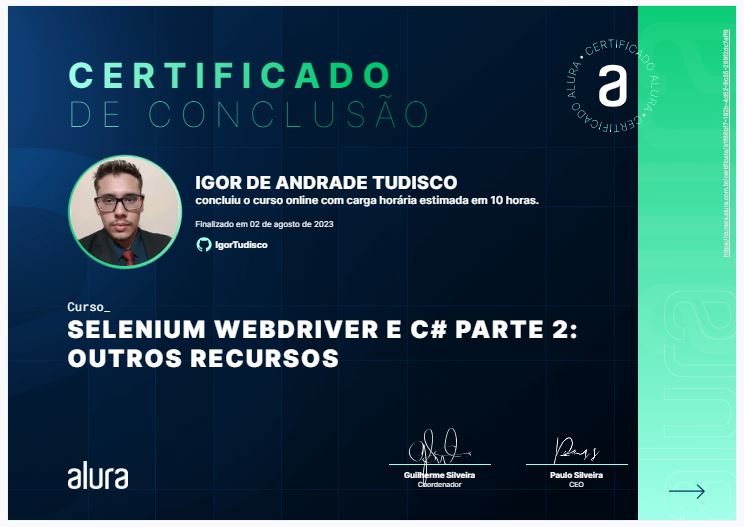 CERTIFICADO
DE CONCLUSÃO
CERTIFICADO ALURA • CERTIFICADO ALURA •
a
IGOR DE ANDRADE TUDISCO
concluiu o curso online com carga horária estimada em 10 horas.
Finalizado em 02 de agosto de 2023
IgorTudisco
Curso_
SELENIUM WEBDRIVER E C# PARTE 2:
OUTROS RECURSOS
alura
Guilherme Silveira
Coordenador
Paulo Silveira
CEO
alura